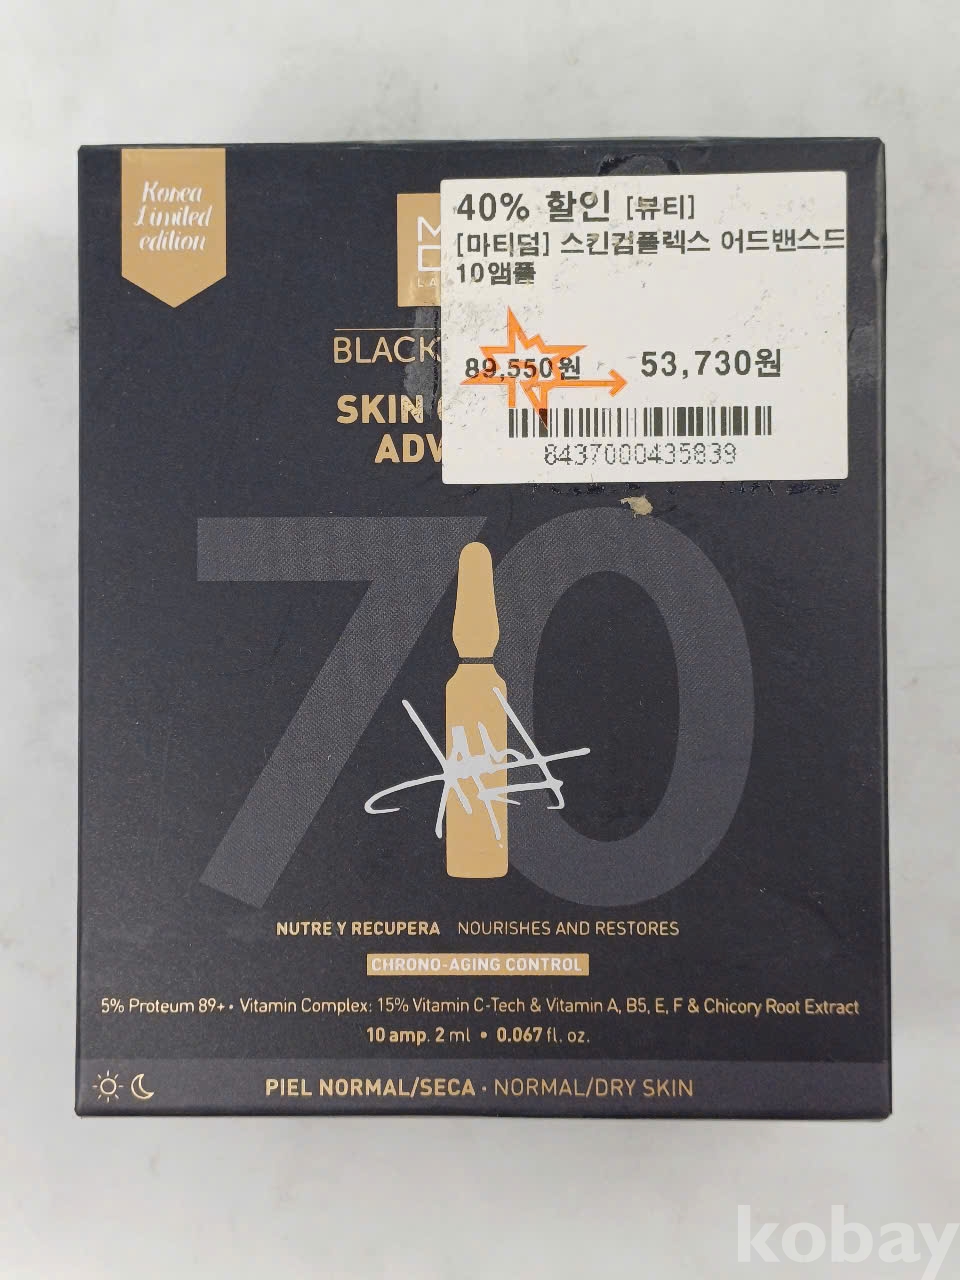 Korea
Limited
edition
40% 할인 [뷰티]
[마티덤] 스킨컴플렉스 어드밴스드
10앰플
89,550원 53,730원
8437000435839
M
D
LA
BLACK
SKIN
ADV
70
NUTRE Y RECUPERA NOURISHES AND RESTORES
CHRONO-AGING CONTROL
5% Proteum 89+ • Vitamin Complex: 15% Vitamin C-Tech & Vitamin A, B5, E, F & Chicory Root Extract
10 amp. 2 ml • 0.067 fl. oz.
PIEL NORMAL/SECA · NORMAL/DRY SKIN
kobay